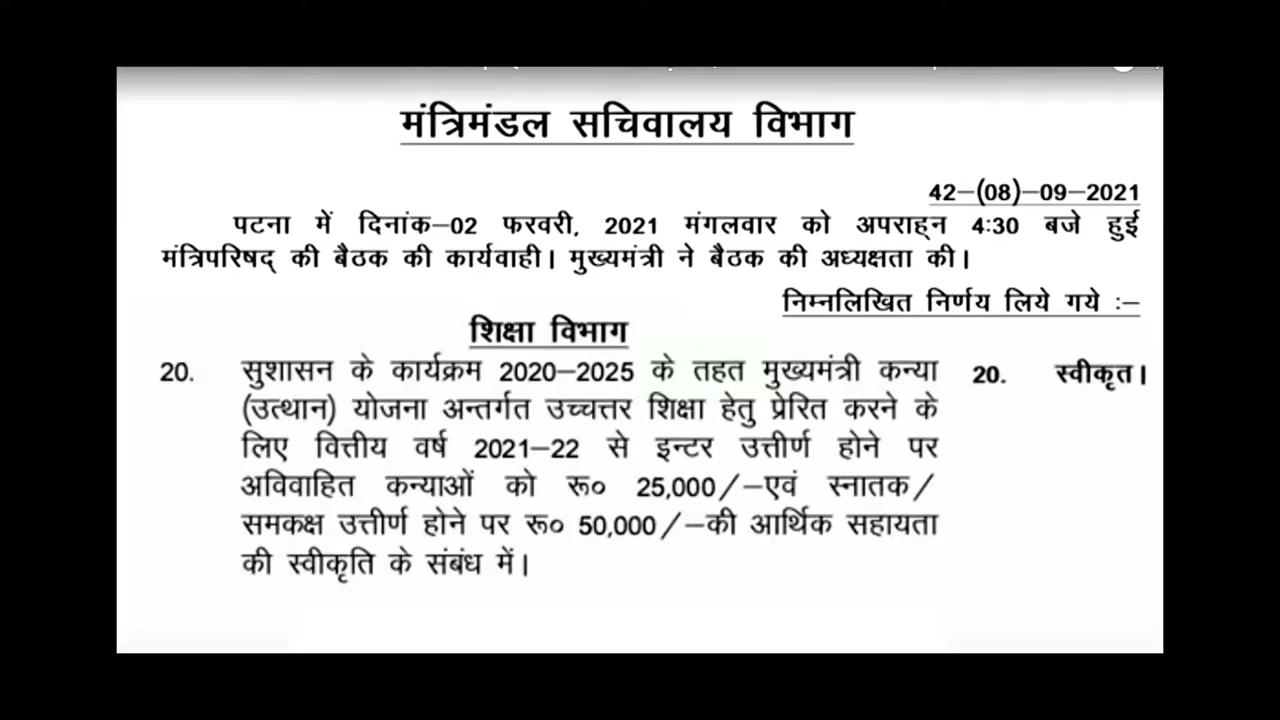 मंत्रिमंडल सचिवालय विभाग
42–(08)–09–2021
पटना में दिनांक–02 फरवरी, 2021 मंगलवार को अपराह्न 4:30 बजे हुई
मंत्रिपरिषद् की बैठक की कार्यवाही। मुख्यमंत्री ने बैठक की अध्यक्षता की।
निम्नलिखित निर्णय लिये गये :–
शिक्षा विभाग
20. सुशासन के कार्यक्रम 2020–2025 के तहत मुख्यमंत्री कन्या 20. स्वीकृत।
(उत्थान) योजना अन्तर्गत उच्चत्तर शिक्षा हेतु प्रेरित करने के
लिए वित्तीय वर्ष 2021–22 से इन्टर उत्तीर्ण होने पर
अविवाहित कन्याओं को रू० 25,000/–एवं स्नातक/
समकक्ष उत्तीर्ण होने पर रू० 50,000/–की आर्थिक सहायता
की स्वीकृति के संबंध में।